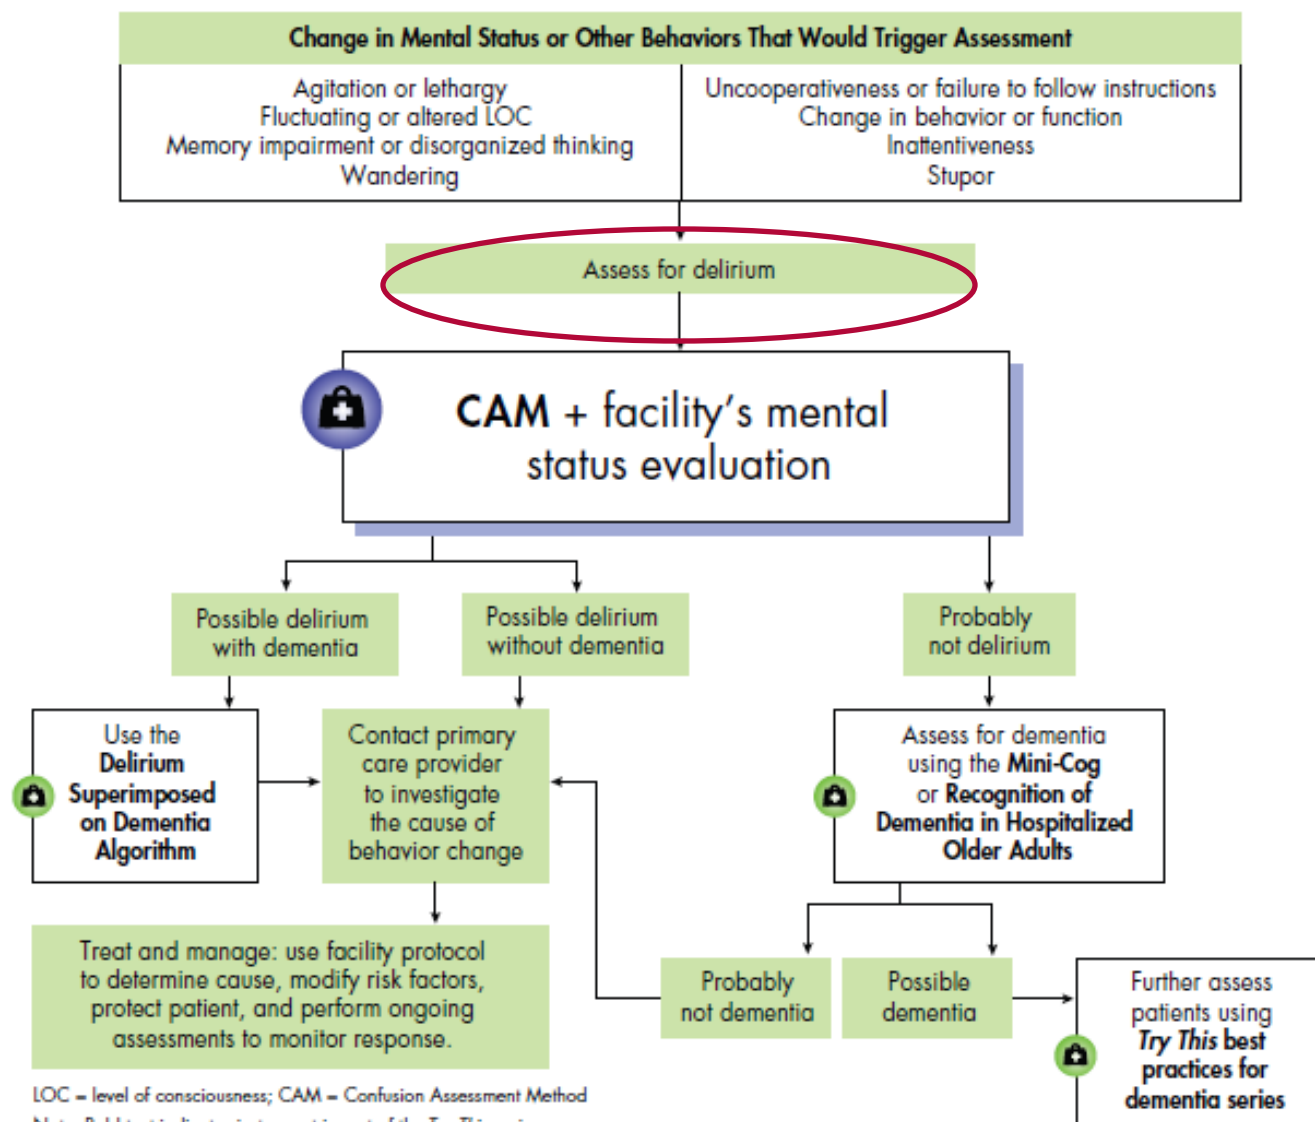 Change in Mental Status or Other Behaviors That Would Trigger Assessment
Agitation or lethargy
Fluctuating or altered LOC
Memory impairment or disorganized thinking
Wandering
Uncooperativeness or failure to follow instructions
Change in behavior or function
Inattentiveness
Stupor
Assess for delirium
CAM + facility's mental
status evaluation
Possible delirium
with dementia
Possible delirium
without dementia
Probably
not delirium
Use the
Delirium
Superimposed
on Dementia
Algorithm
Contact primary
care provider
to investigate
the cause of
behavior change
Assess for dementia
using the Mini-Cog
or Recognition of
Dementia in Hospitalized
Older Adults
Treat and manage: use facility protocol
to determine cause, modify risk factors,
protect patient, and perform ongoing
assessments to monitor response.
Probably
not dementia
Possible
dementia
Further assess
patients using
Try This best
practices for
dementia series
LOC = level of consciousness; CAM = Confusion Assessment Method